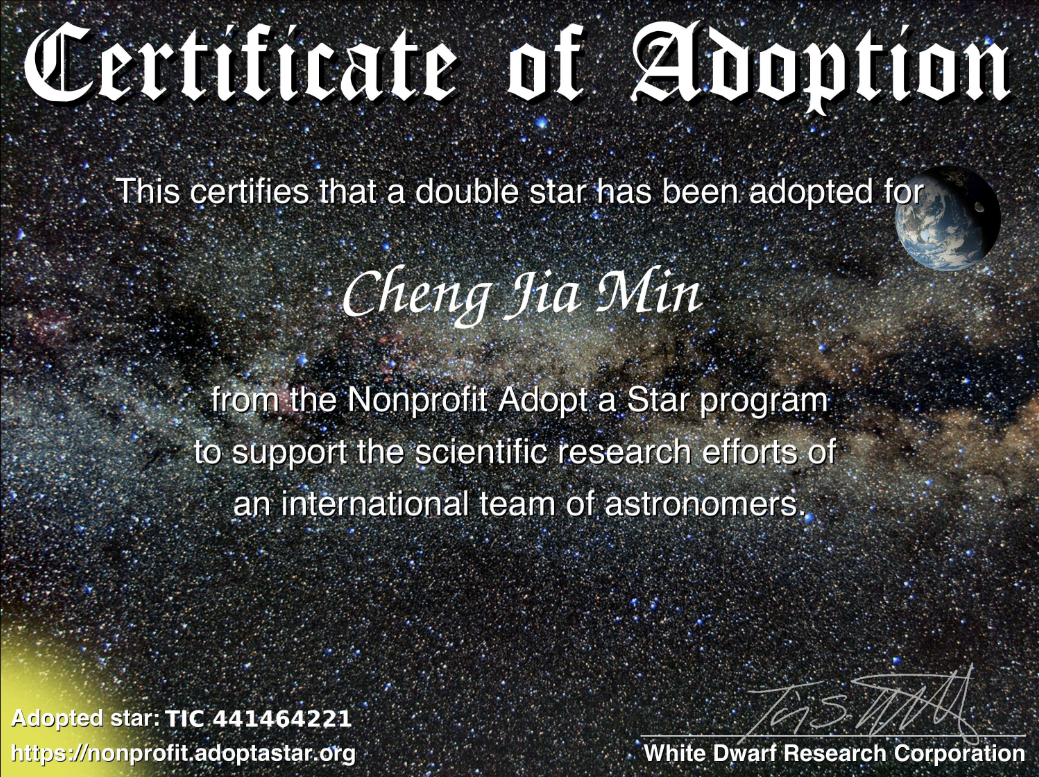 Certificate of Adoption
This certifies that a double star has been adopted for
Cheng Jia Min
from the Nonprofit Adopt a Star program
to support the scientific research efforts of
an international team of astronomers.
Adopted star: TIC 441464221
https://nonprofit.adoptastar.org
White Dwarf Research Corporation